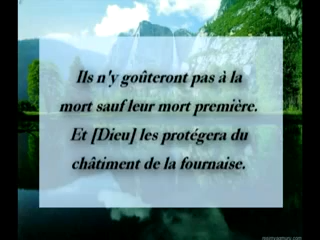 Ils n'y goûteront pas à la
mort sauf leur mort première.
Et [Dieu] les protégera du
châtiment de la fournaise.